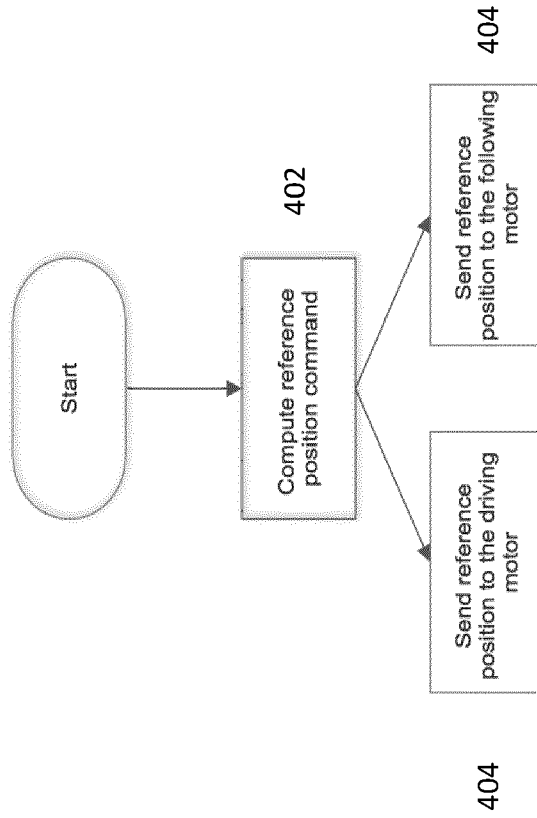 Start
Compute reference
position command
402
Send reference
position to the driving
motor
404
Send reference
position to the following
motor
404